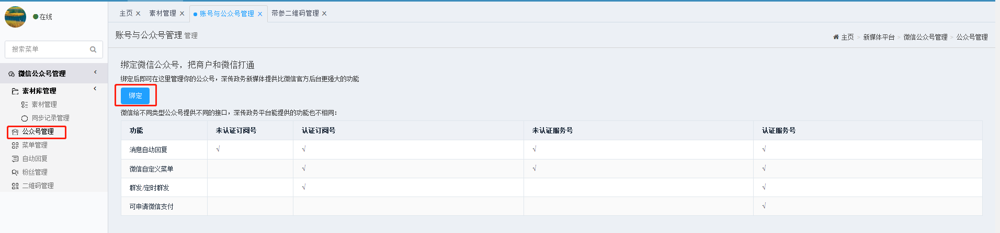 在线
搜索菜单
微信公众号管理
素材库管理
素材管理
同步记录管理
公众号管理
菜单管理
自动回复
粉丝管理
二维码管理
主页 × 素材管理 × 账号与公众号管理 × 带参二维码管理 ×
账号与公众号管理 管理
主页 > 新媒体平台 > 微信公众号管理 > 公众号管理
绑定微信公众号，把商户和微信打通
绑定后即可在这里管理你的公众号，深传政务新媒体提供比微信官方后台更强大的功能
绑定
微信给不同类型公众号提供不同的接口，深传政务平台能提供的功能也不相同：
功能 未认证订阅号 认证订阅号 未认证服务号 认证服务号
消息自动回复 √ √ √ √
微信自定义菜单 √ √ √
群发/定时群发 √ √
可申请微信支付 √